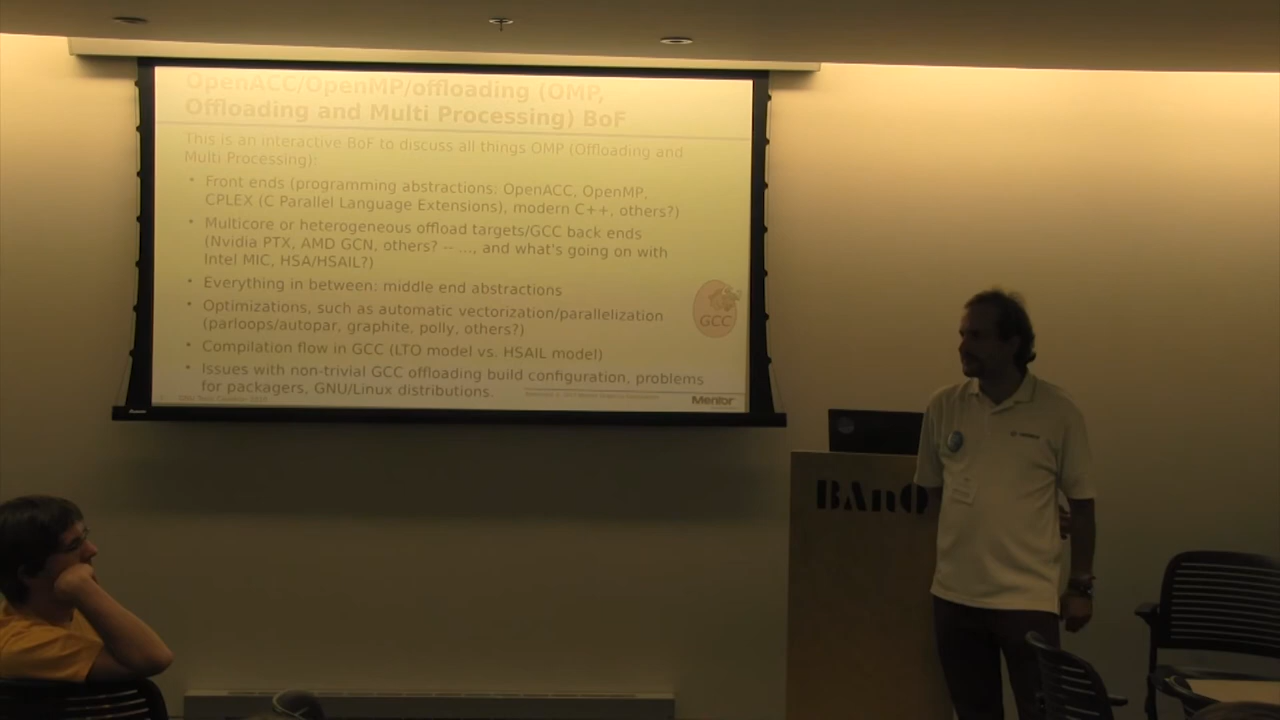 OpenACC/OpenMP/offloading (OMP,
Offloading and Multi Processing) BoF
This is an interactive BoF to discuss all things OMP (Offloading and
Multi Processing):
• Front ends (programming abstractions: OpenACC, OpenMP,
CPLEX (C Parallel Language Extensions), modern C++, others?)
• Multicore or heterogeneous offload targets/GCC back ends
(Nvidia PTX, AMD GCN, others? -- ..., and what's going on with
Intel MIC, HSA/HSAIL?)
• Everything in between: middle end abstractions
• Optimizations, such as automatic vectorization/parallelization
(parloops/autopar, graphite, polly, others?)
GCC
• Compilation flow in GCC (LTO model vs. HSAIL model)
• Issues with non-trivial GCC offloading build configuration, problems
for packagers, GNU/Linux distributions.
Mentor
BAnQ